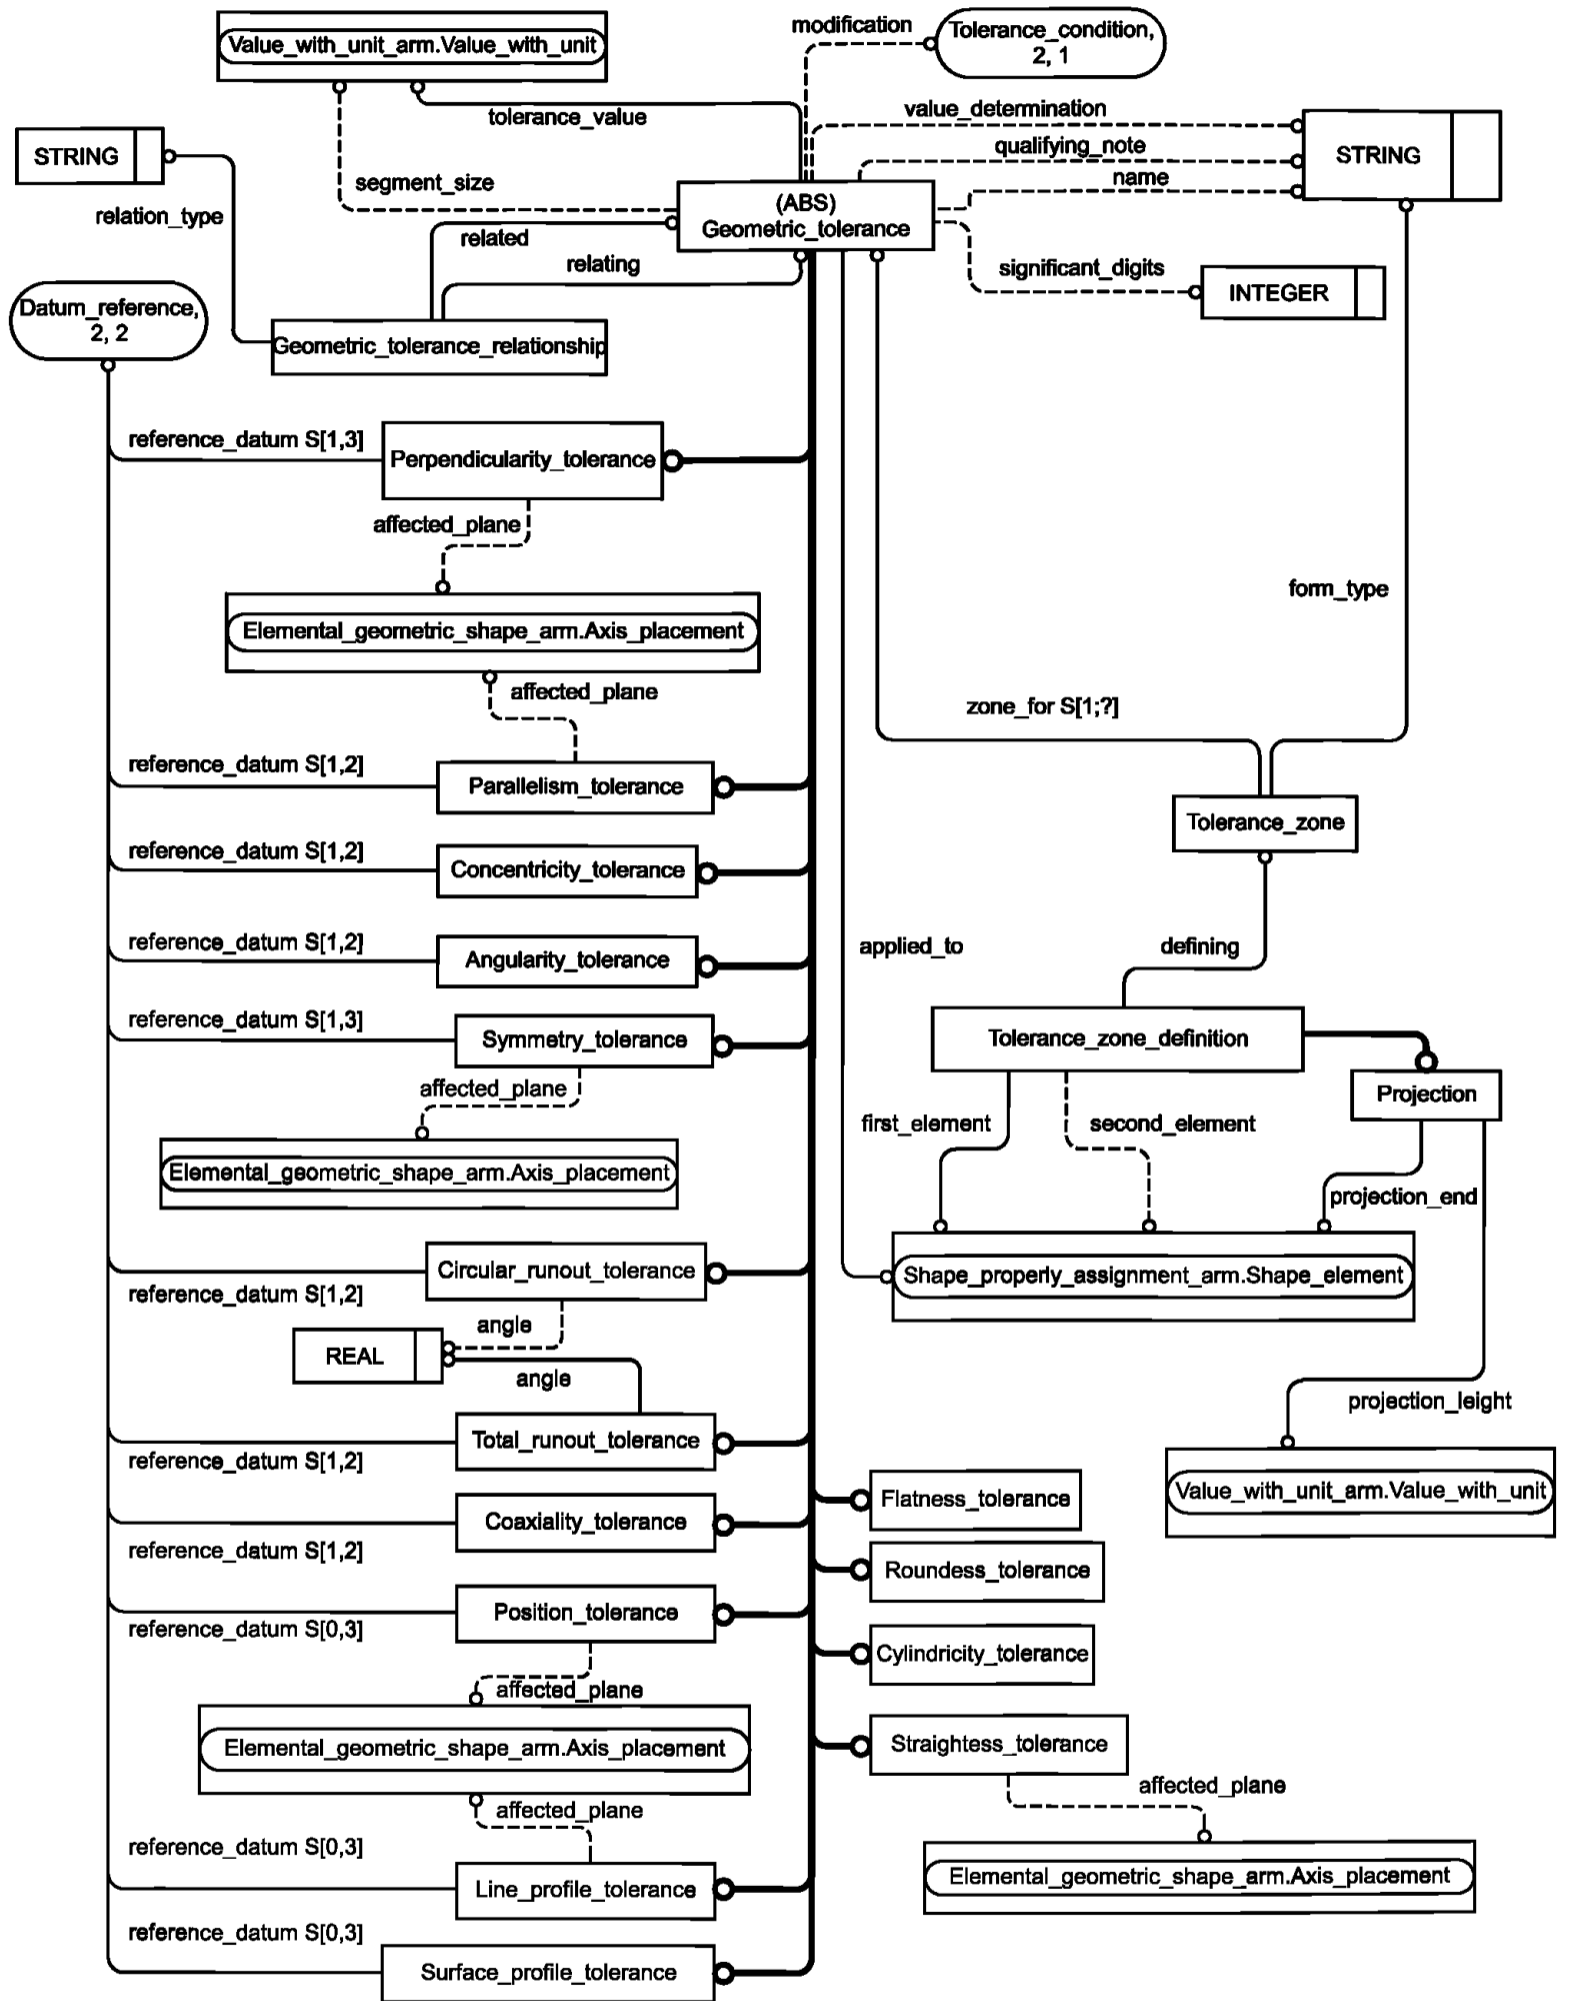 modification
Tolerance_condition,
2, 1
Value_with_unit_arm.Value_with_unit
tolerance_value
value_determination
STRING
STRING
qualifying_note
name
segment_size
(ABS)
Geometric_tolerance
relation_type
related
relating
significant_digits
INTEGER
Datum_reference,
2, 2
Geometric_tolerance_relationship
reference_datum S[1,3]
Perpendicularity_tolerance
affected_plane
form_type
Elemental_geometric_shape_arm.Axis_placement
affected_plane
zone_for S[1;?]
reference_datum S[1,2]
Parallelism_tolerance
Tolerance_zone
reference_datum S[1,2]
Concentricity_tolerance
reference_datum S[1,2]
Angularity_tolerance
applied_to
defining
reference_datum S[1,3]
Symmetry_tolerance
Tolerance_zone_definition
affected_plane
Projection
first_element
second_element
Elemental_geometric_shape_arm.Axis_placement
projection_end
Circular_runout_tolerance
Shape_properly_assignment_arm.Shape_element
reference_datum S[1,2]
angle
REAL
angle
projection_leight
Total_runout_tolerance
reference_datum S[1,2]
Flatness_tolerance
Value_with_unit_arm.Value_with_unit
Coaxiality_tolerance
reference_datum S[1,2]
Roundess_tolerance
Position_tolerance
reference_datum S[0,3]
Cylindricity_tolerance
affected_plane
Elemental_geometric_shape_arm.Axis_placement
Straightess_tolerance
affected_plane
affected_plane
reference_datum S[0,3]
Line_profile_tolerance
Elemental_geometric_shape_arm.Axis_placement
reference_datum S[0,3]
Surface_profile_tolerance